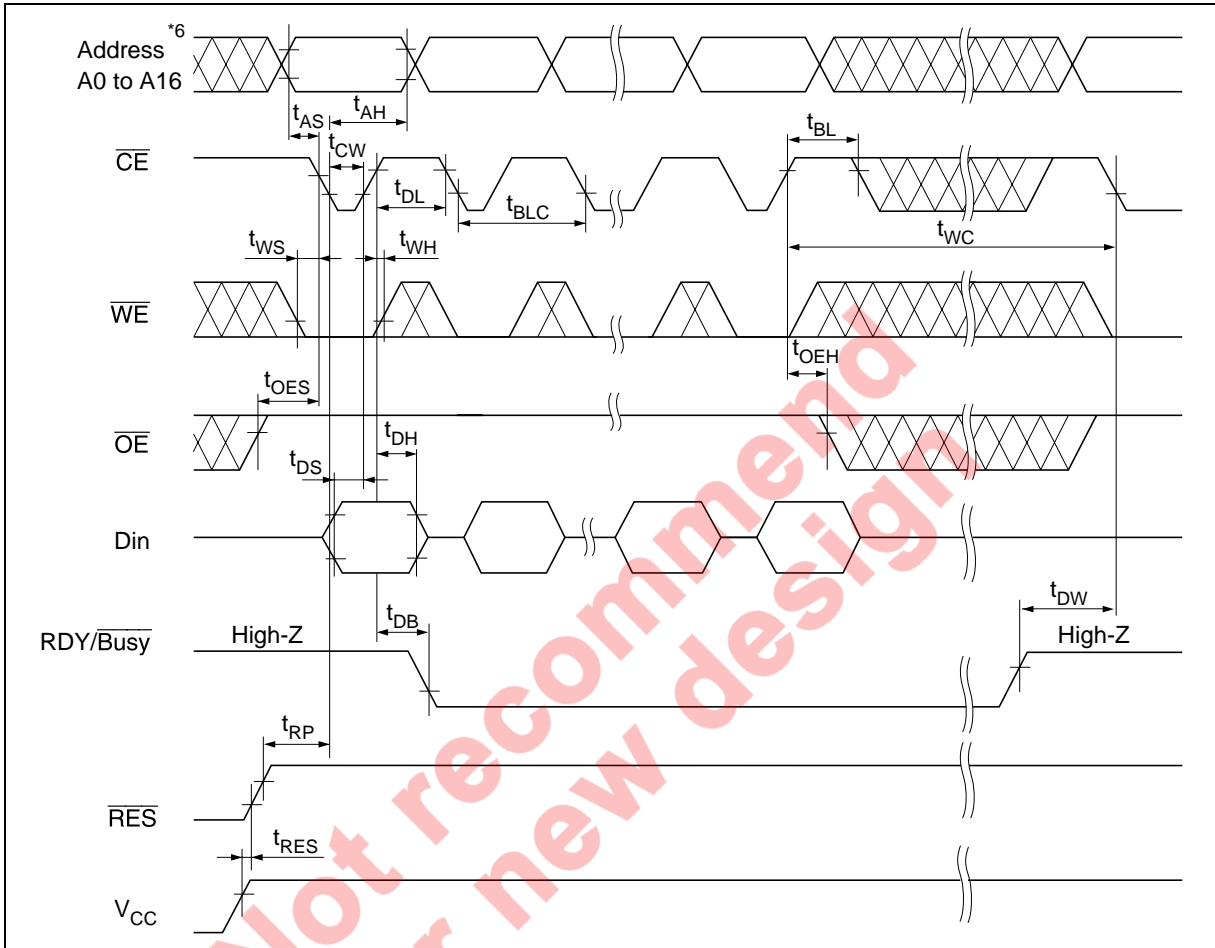 *6
Address
A0 to A16
tAS
tAH
tCW
tBL
CE
tDL
tBLC
tWC
tWS
tWH
WE
tOEH
tOES
OE
tDH
tDS
Din
tDB
tDW
RDY/Busy
High-Z
High-Z
tRP
RES
tRES
VCC
Not recommend
r new design